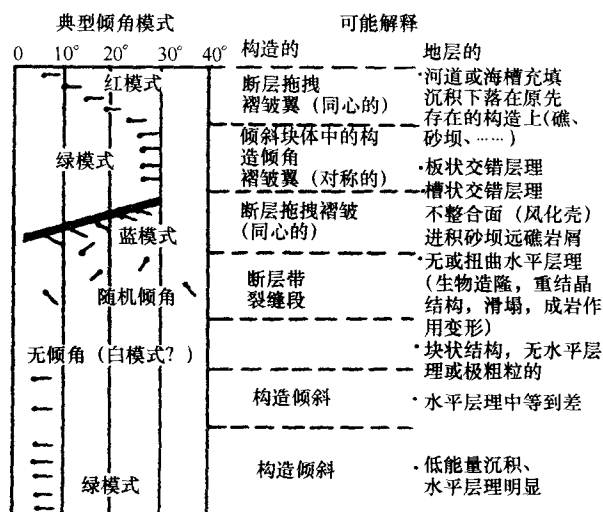 典型倾角模式
可能解释
0 10° 20° 30° 40°
构造的
地层的
红模式
断层拖拽
褶皱翼（同心的）
·河道或海槽充填
沉积下落在原先
存在的构造上(礁、
砂坝、……）
绿模式
倾斜块体中的构
造倾角
褶皱翼（对称的）
·板状交错层理
槽状交错层理
蓝模式
断层拖拽褶皱
(同心的）
不整合面（风化壳）
进积砂坝远礁岩屑
随机倾角
断层带
裂缝段
·无或扭曲水平层理
(生物造隆，重结晶
结构，滑塌，成岩作
用变形）
无倾角（白模式？）
·块状结构，无水平层
理或极粗粒的
构造倾斜
·水平层理中等到差
绿模式
构造倾斜
·低能量沉积、
水平层理明显